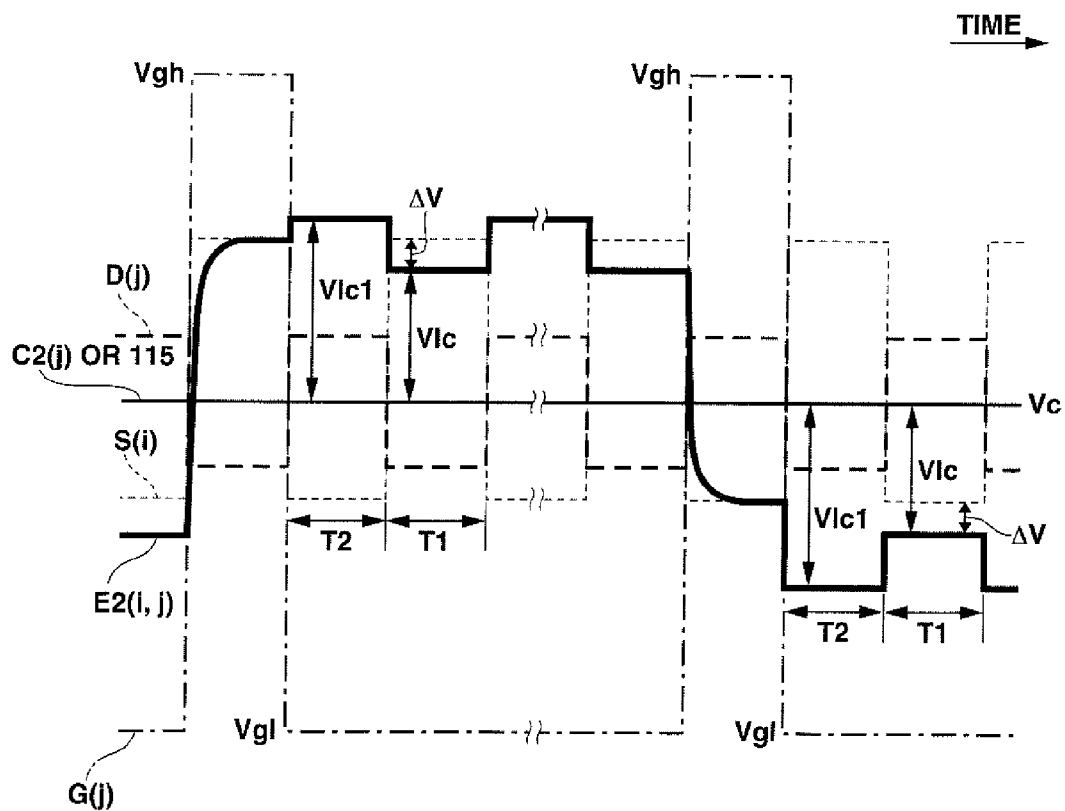 TIME
Vgh
Vgh
ΔV
D(j)
Vlc1
Vlc
C2(j) OR 115
Vc
S(i)
Vlc
Vlc1
ΔV
T2
T1
E2(i, j)
T2
T1
Vgl
Vgl
G(j)